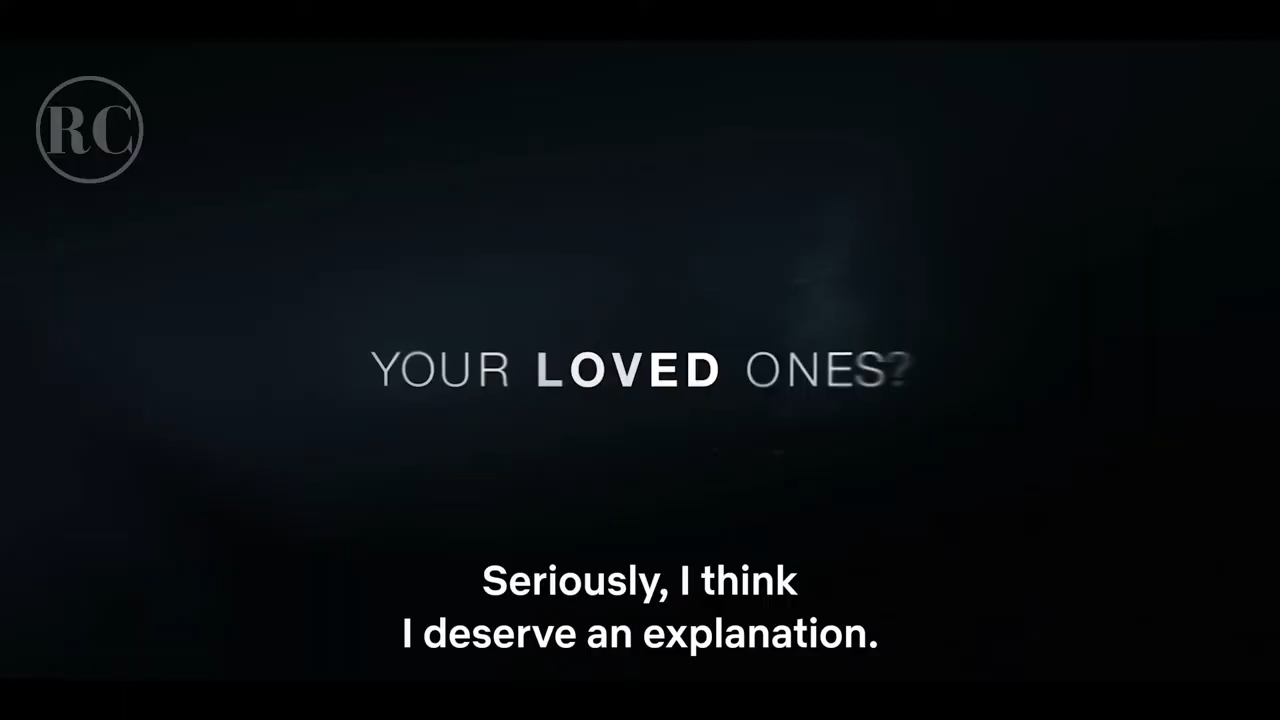 RC
YOUR LOVED ONES?
Seriously, I think
I deserve an explanation.